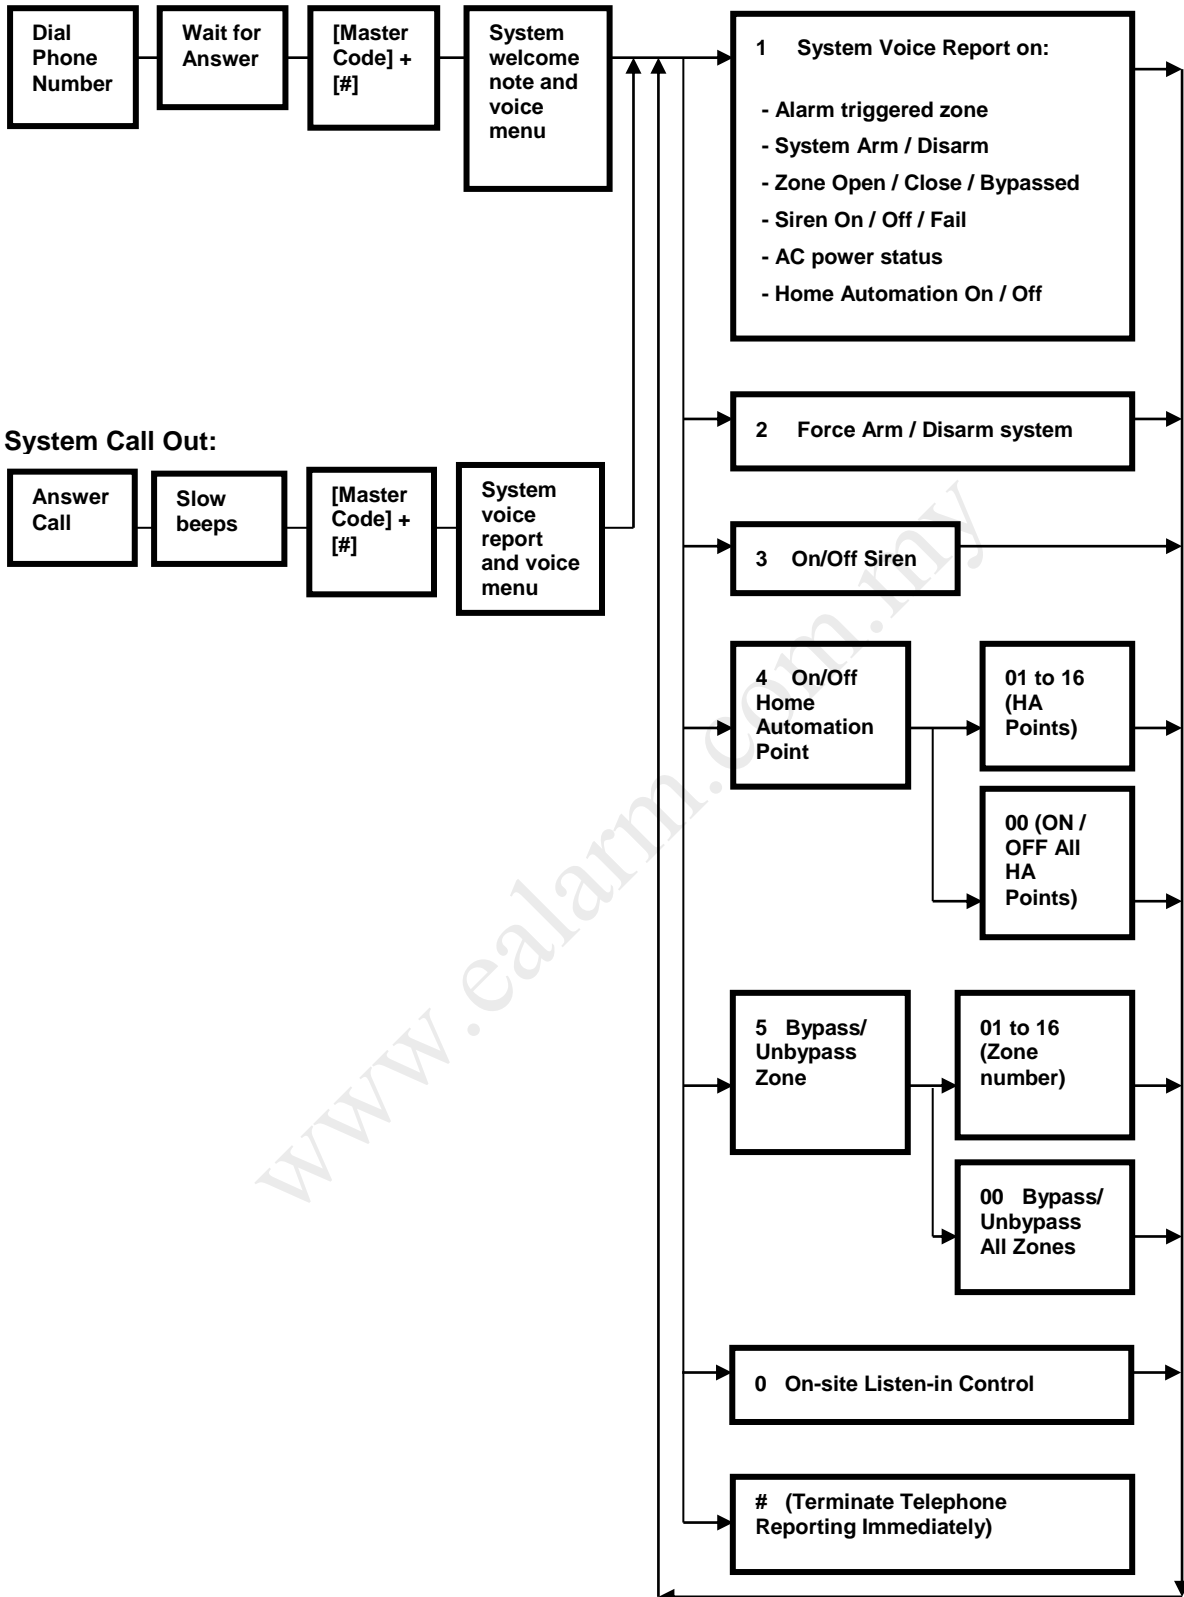 Dial
Phone
Number
Wait for
Answer
[Master
Code] +
[#]
System
welcome
note and
voice
menu
1 System Voice Report on:
- Alarm triggered zone
- System Arm / Disarm
- Zone Open / Close / Bypassed
- Siren On / Off / Fail
- AC power status
- Home Automation On / Off
2 Force Arm / Disarm system
System Call Out:
Answer
Call
Slow
beeps
[Master
Code] +
[#]
System
voice
report
and voice
menu
3 On/Off Siren
4 On/Off
Home
Automation
Point
01 to 16
(HA
Points)
00 (ON /
OFF All
HA
Points)
5 Bypass/
Unbypass
Zone
01 to 16
(Zone
number)
00 Bypass/
Unbypass
All Zones
0 On-site Listen-in Control
# (Terminate Telephone
Reporting Immediately)
www.ealarm.com.my